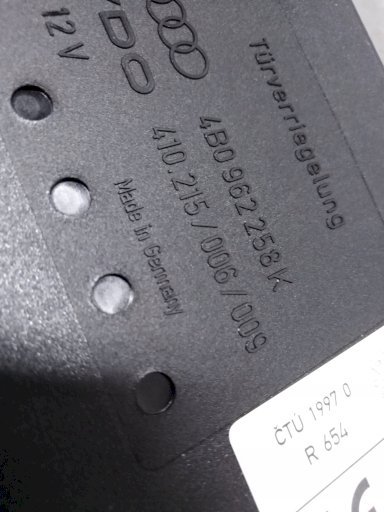 VDO
12 V
Türverriegelung
4B0 962 258 K
410.215/006/009
Made in Germany
ČTÚ 1997 0
R 654